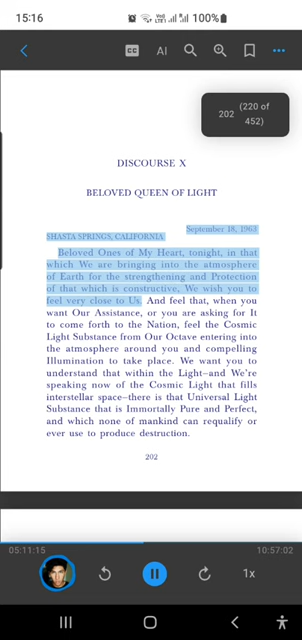 15:16
Vo))
LTE1
100%
CC
AI
202 (220 of
452)
DISCOURSE X
BELOVED QUEEN OF LIGHT
September 18, 1963
SHASTA SPRINGS, CALIFORNIA
Beloved Ones of My Heart, tonight, in that
which We are bringing into the atmosphere
of Earth for the strengthening and Protection
of that which is constructive, We wish you to
feel very close to Us. And feel that, when you
want Our Assistance, or you are asking for It
to come forth to the Nation, feel the Cosmic
Light Substance from Our Octave entering into
the atmosphere around you and compelling
Illumination to take place. We want you to
understand that within the Light—and We're
speaking now of the Cosmic Light that fills
interstellar space—there is that Universal Light
Substance that is Immortally Pure and Perfect,
and which none of mankind can requalify or
ever use to produce destruction.
202
05:11:15
10:57:02
1x